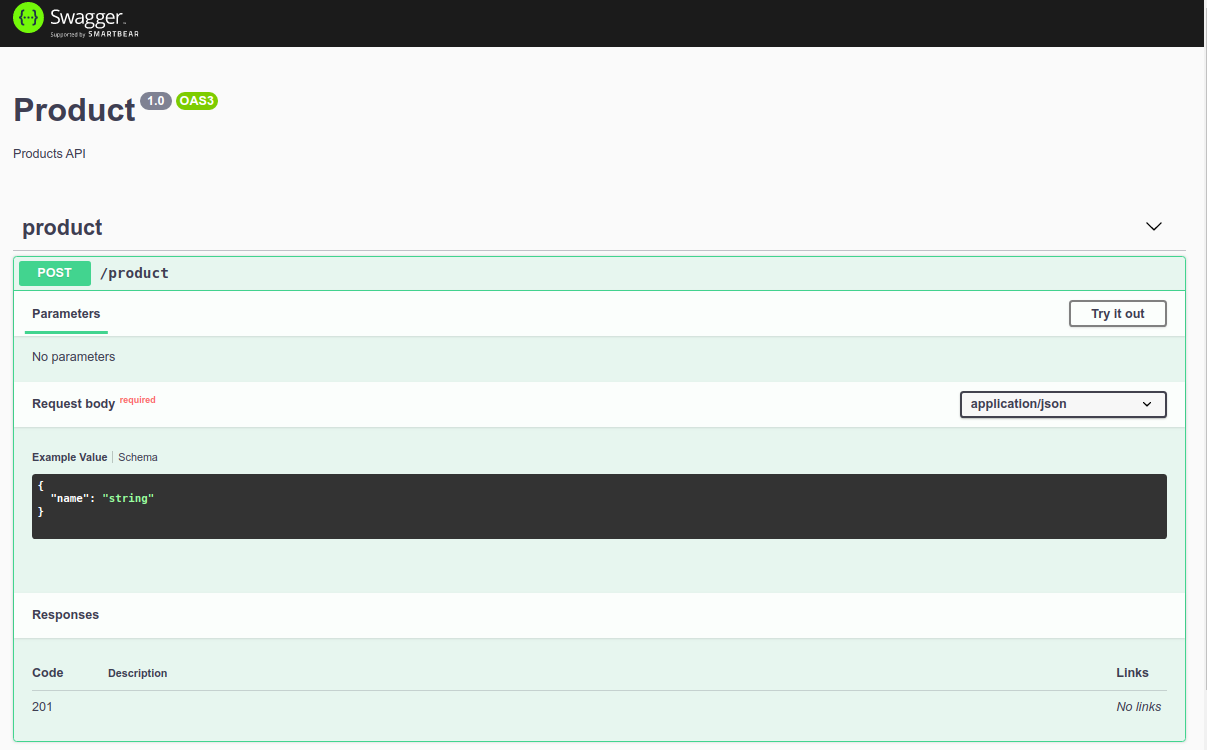 Swagger
Supported by SMARTBEAR
Product 1.0 OAS3
Products API
product
POST /product
Parameters Try it out
No parameters
Request body required application/json
Example Value Schema
{
"name": "string"
}
Responses
Code Description Links
201 No links